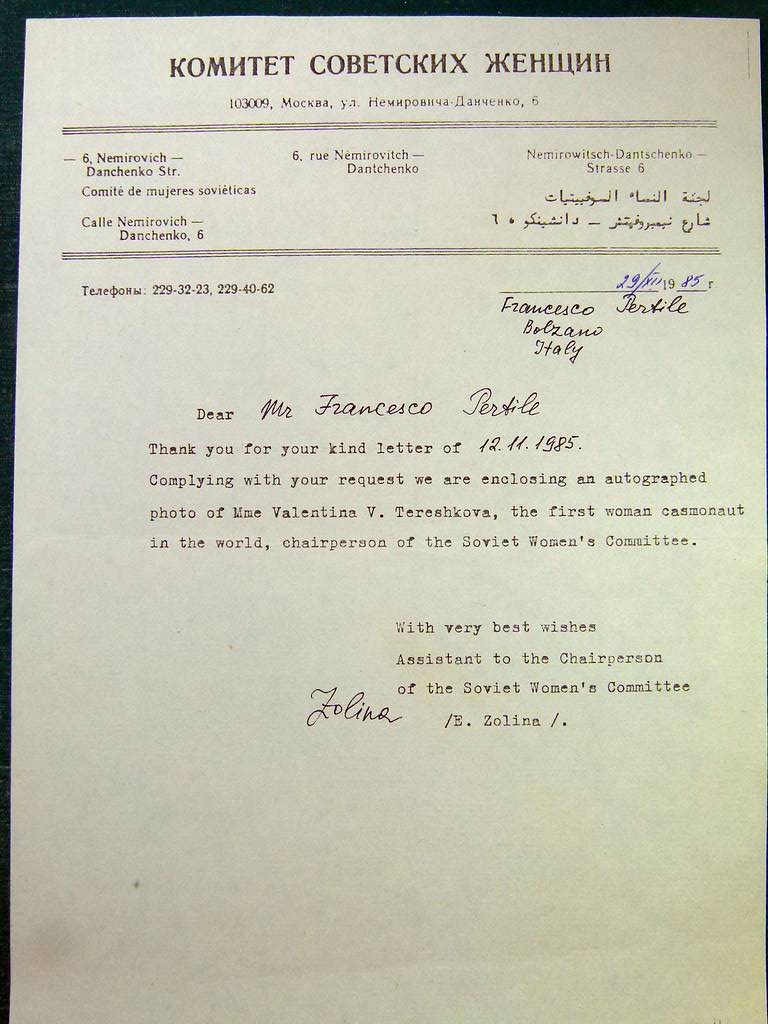 КОМИТЕТ СОВЕТСКИХ ЖЕНЩИН
103009, Москва, ул. Немировича-Данченко, 6
— 6, Nemirovich —
Danchenko Str.
Comité de mujeres soviéticas
Calle Nemirovich —
Danchenko, 6
6, rue Némirovitch —
Dantchenko
Nemirowitsch-Dantschenko —
Strasse 6
لجنة النساء السوفييتيات
شارع نيميروفيتش — دانشينكو ٦
Телефоны: 229-32-23, 229-40-62
29/XII 1985 г.
Francesco Pertile
Bolzano
Italy
Dear Mr Francesco Pertile
Thank you for your kind letter of 12.11.1985.
Complying with your request we are enclosing an autographed
photo of Mme Valentina V. Tereshkova, the first woman casmonaut
in the world, chairperson of the Soviet Women's Committee.
With very best wishes
Assistant to the Chairperson
of the Soviet Women's Committee
Zolina /E. Zolina /.